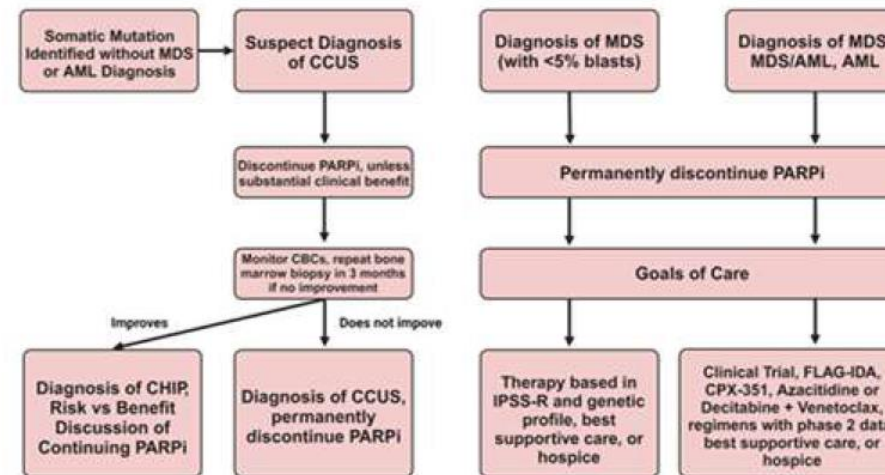 Somatic Mutation
Identified without MDS
or AML Diagnosis
Suspect Diagnosis
of CCUS
Diagnosis of MDS
(with <5% blasts)
Diagnosis of MDS
MDS/AML, AML
Discontinue PARPi, unless
substantial clinical benefit
Permanently discontinue PARPi
Monitor CBCs, repeat bone
marrow biopsy in 3 months
if no improvement
Goals of Care
Improves
Does not impove
Diagnosis of CHIP,
Risk vs Benefit
Discussion of
Continuing PARPi
Diagnosis of CCUS,
permanently
discontinue PARPi
Therapy based in
IPSS-R and genetic
profile, best
supportive care, or
hospice
Clinical Trial, FLAG-IDA,
CPX-351, Azacitidine or
Decitabine + Venetoclax,
regimens with phase 2 data
best supportive care, or
hospice